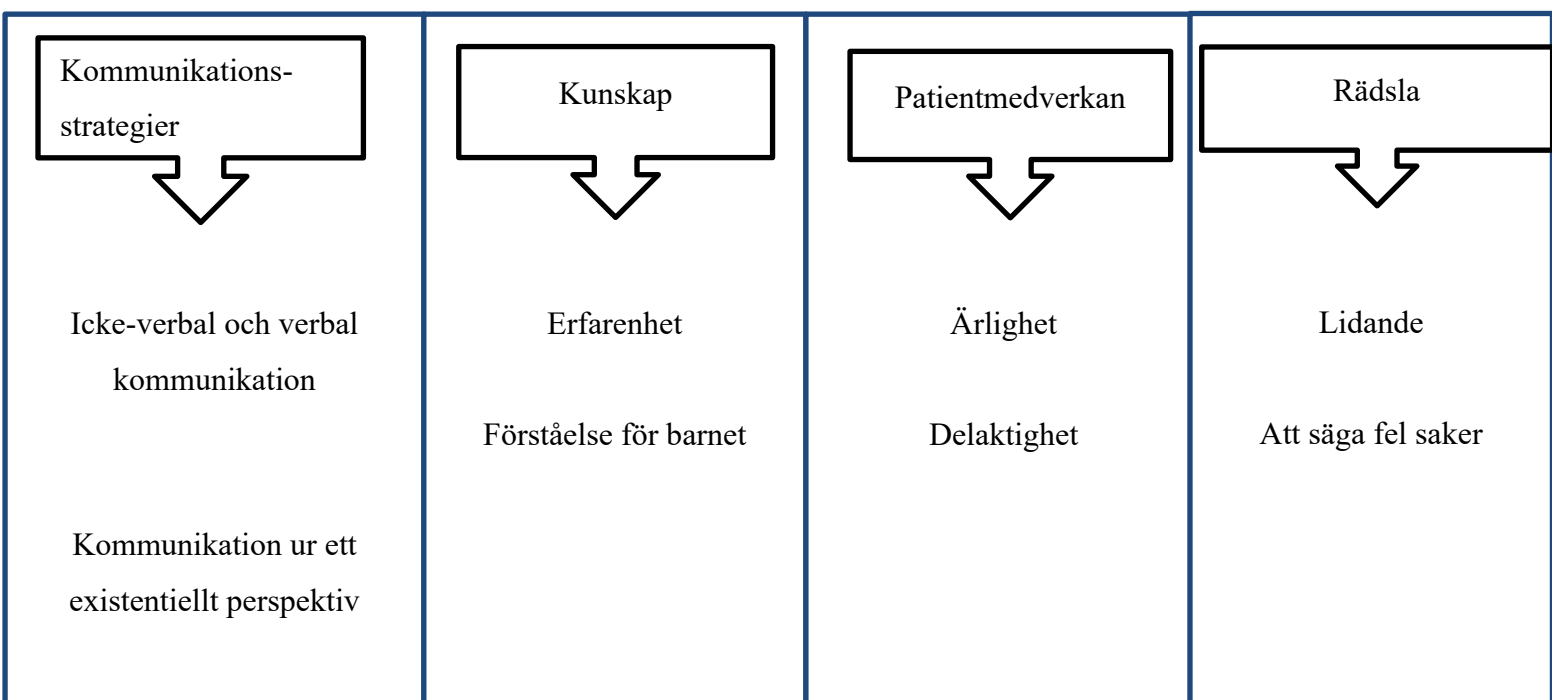 Kommunikations-
strategier
Icke-verbal och verbal
kommunikation
Kommunikation ur ett
existentiellt perspektiv
Kunskap
Erfarenhet
Förståelse för barnet
Patientmedverkan
Ärlighet
Delaktighet
Rädsla
Lidande
Att säga fel saker